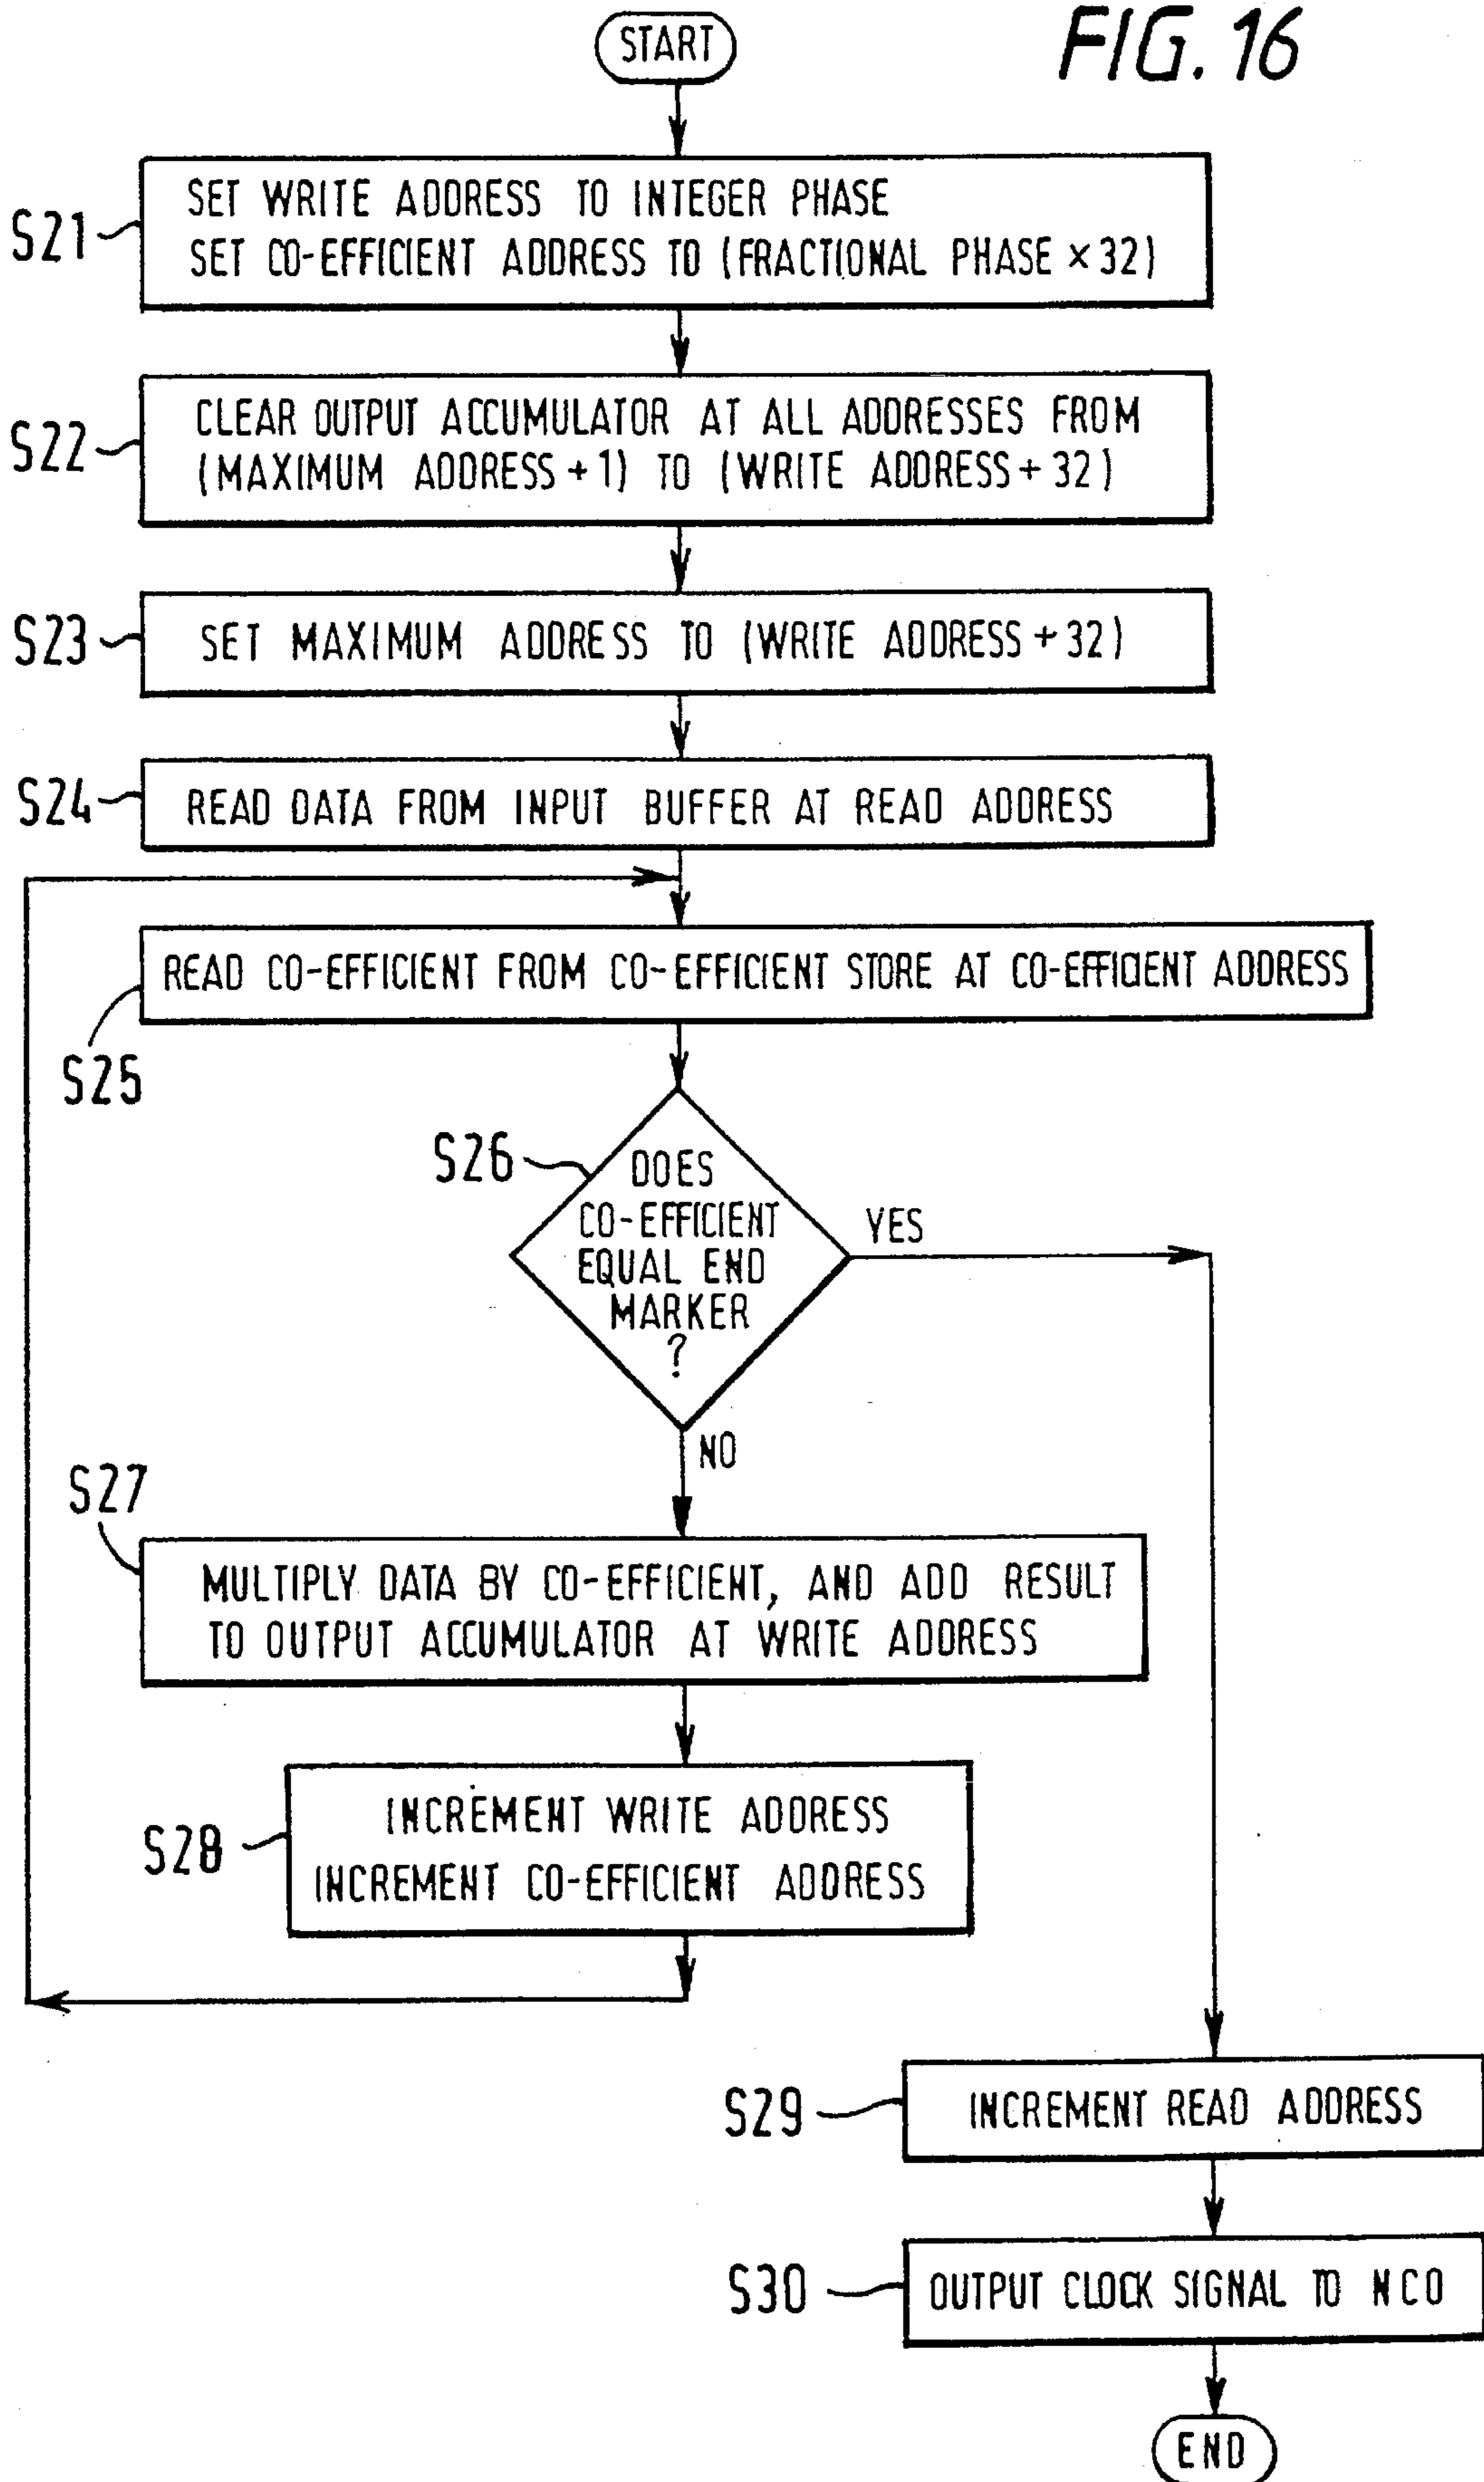 FIG. 16
START
S21
SET WRITE ADDRESS TO INTEGER PHASE
SET CO-EFFICIENT ADDRESS TO (FRACTIONAL PHASE × 32)
S22
CLEAR OUTPUT ACCUMULATOR AT ALL ADDRESSES FROM
(MAXIMUM ADDRESS + 1) TO (WRITE ADDRESS + 32)
S23
SET MAXIMUM ADDRESS TO (WRITE ADDRESS + 32)
S24
READ DATA FROM INPUT BUFFER AT READ ADDRESS
READ CO-EFFICIENT FROM CO-EFFICIENT STORE AT CO-EFFICIENT ADDRESS
S25
S26
DOES
CO-EFFICIENT
EQUAL END
MARKER
?
YES
NO
S27
MULTIPLY DATA BY CO-EFFICIENT, AND ADD RESULT
TO OUTPUT ACCUMULATOR AT WRITE ADDRESS
S28
INCREMENT WRITE ADDRESS
INCREMENT CO-EFFICIENT ADDRESS
S29
INCREMENT READ ADDRESS
S30
OUTPUT CLOCK SIGNAL TO NCO
END